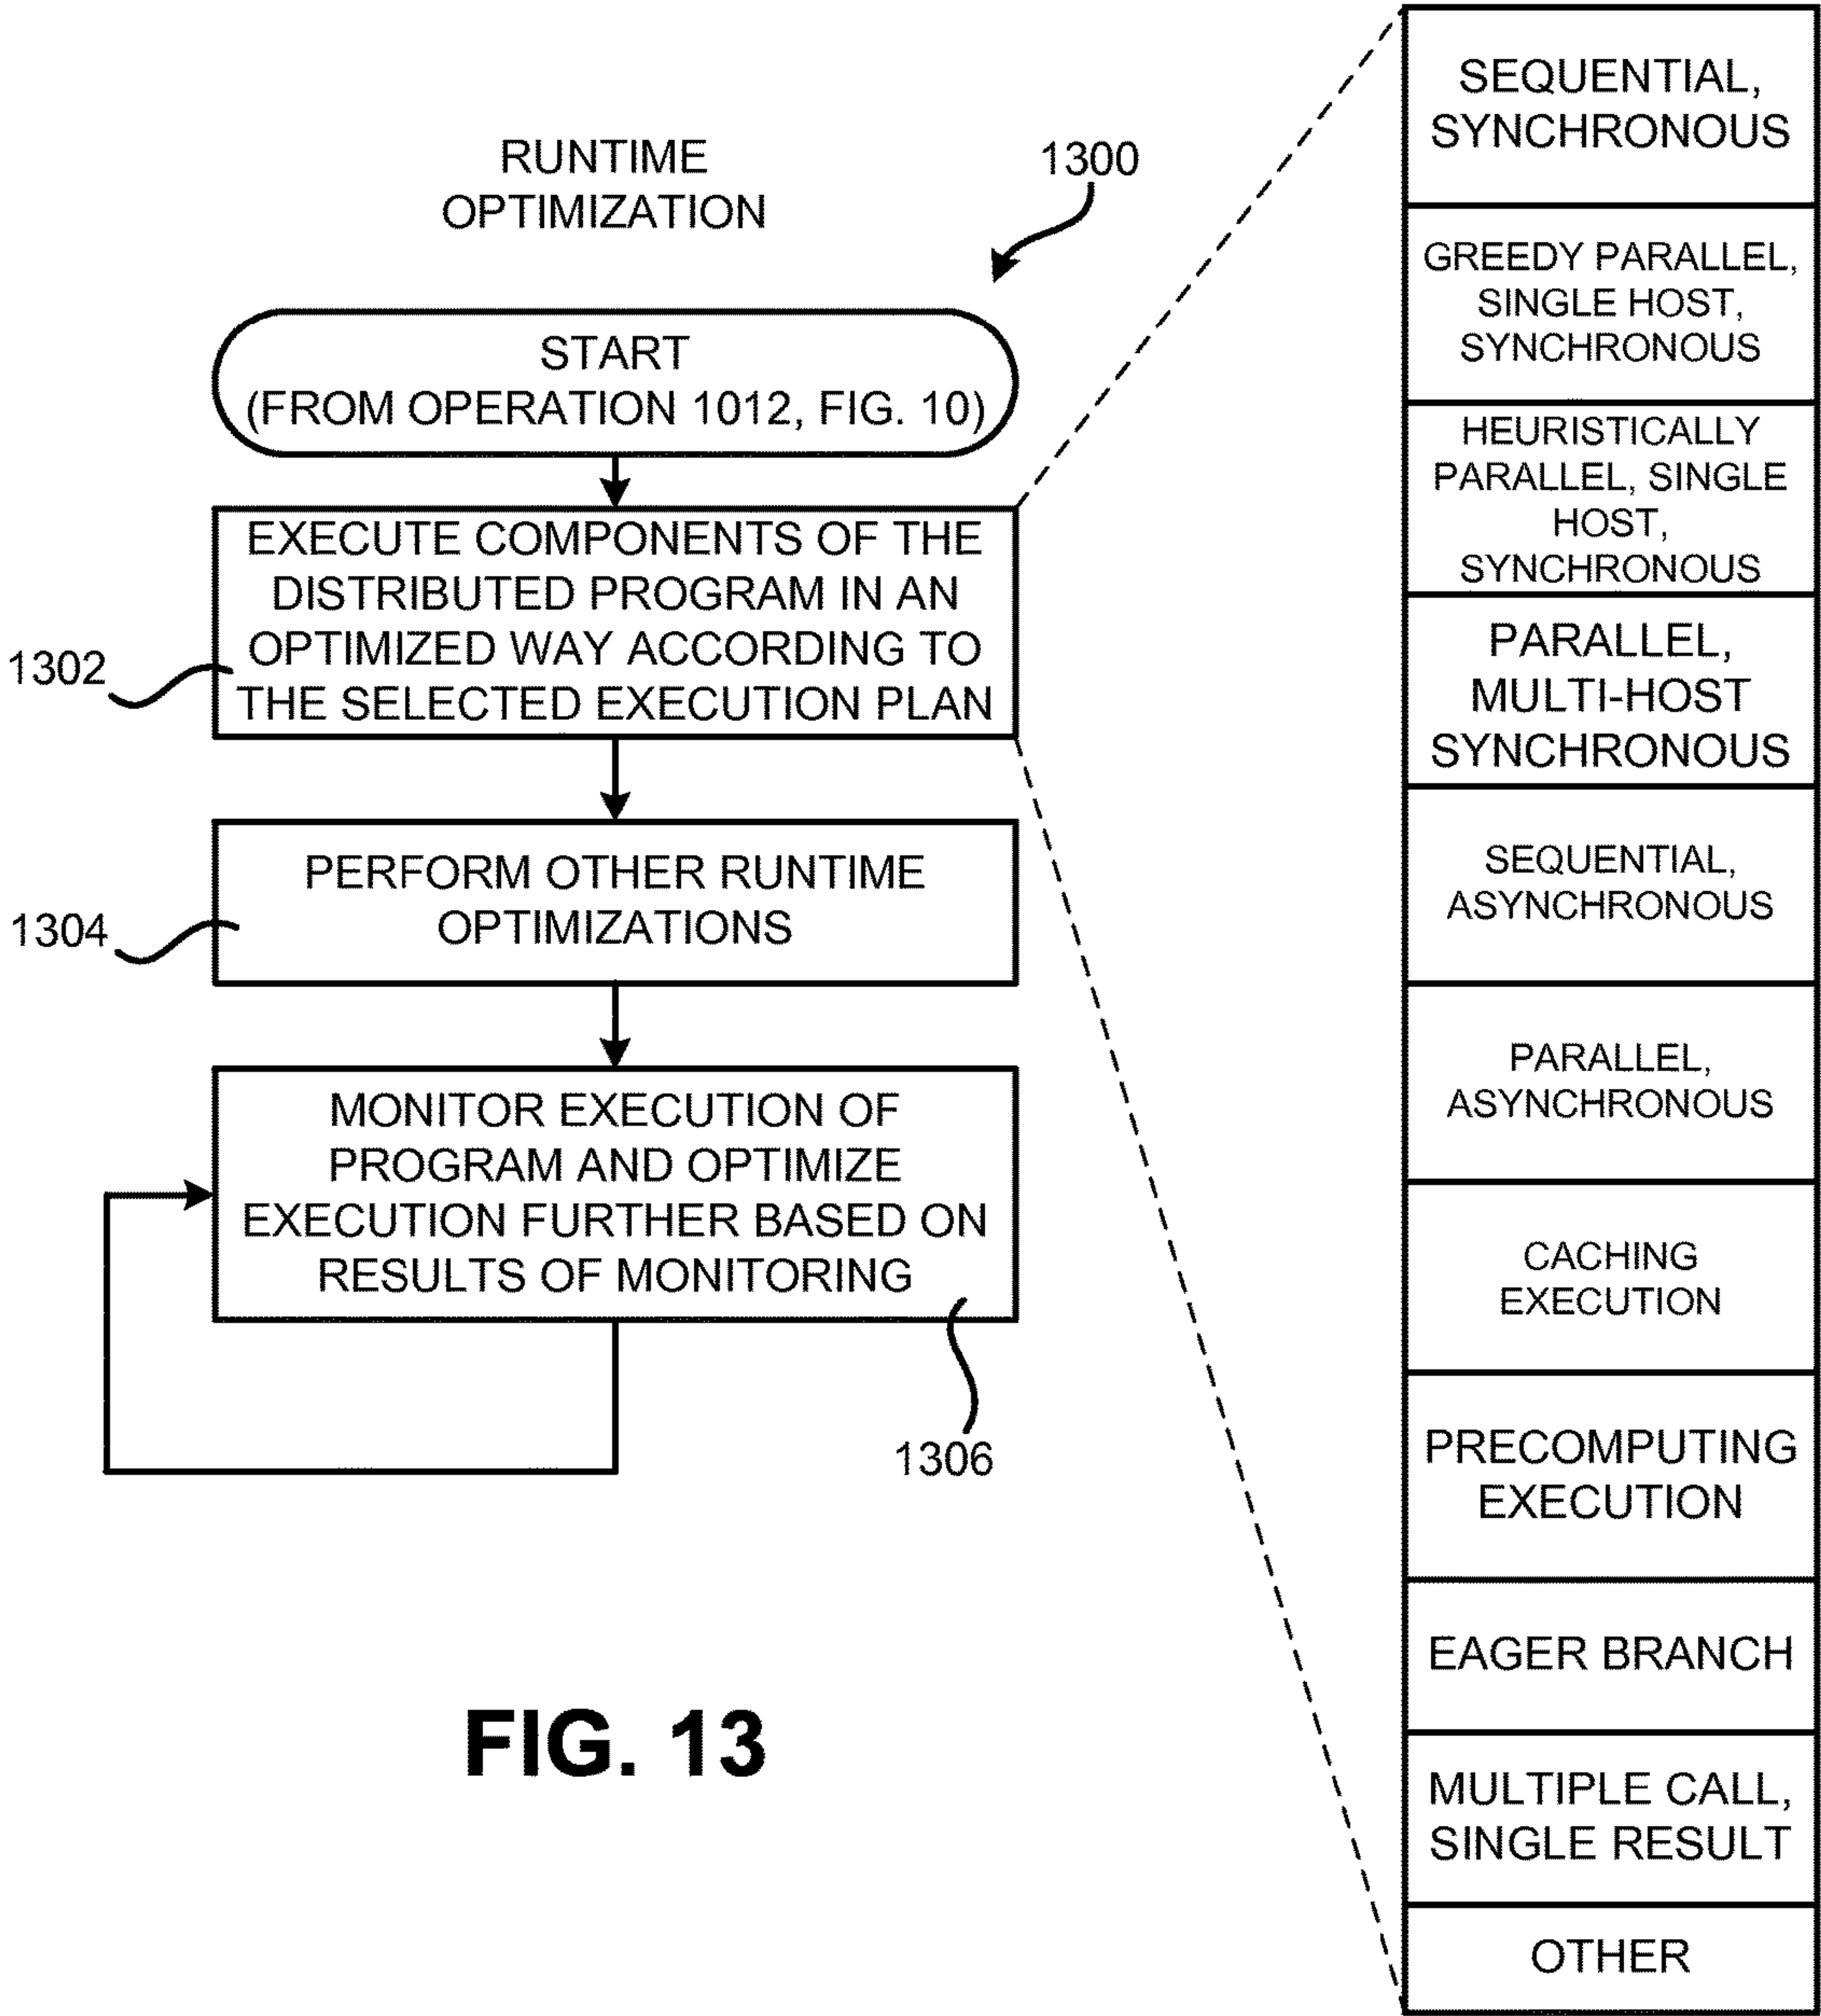 RUNTIME
OPTIMIZATION
1300
START
(FROM OPERATION 1012, FIG. 10)
EXECUTE COMPONENTS OF THE
DISTRIBUTED PROGRAM IN AN
OPTIMIZED WAY ACCORDING TO
THE SELECTED EXECUTION PLAN
1302
PERFORM OTHER RUNTIME
OPTIMIZATIONS
1304
MONITOR EXECUTION OF
PROGRAM AND OPTIMIZE
EXECUTION FURTHER BASED ON
RESULTS OF MONITORING
1306
SEQUENTIAL,
SYNCHRONOUS
GREEDY PARALLEL,
SINGLE HOST,
SYNCHRONOUS
HEURISTICALLY
PARALLEL, SINGLE
HOST,
SYNCHRONOUS
PARALLEL,
MULTI-HOST
SYNCHRONOUS
SEQUENTIAL,
ASYNCHRONOUS
PARALLEL,
ASYNCHRONOUS
CACHING
EXECUTION
PRECOMPUTING
EXECUTION
EAGER BRANCH
MULTIPLE CALL,
SINGLE RESULT
OTHER
FIG. 13